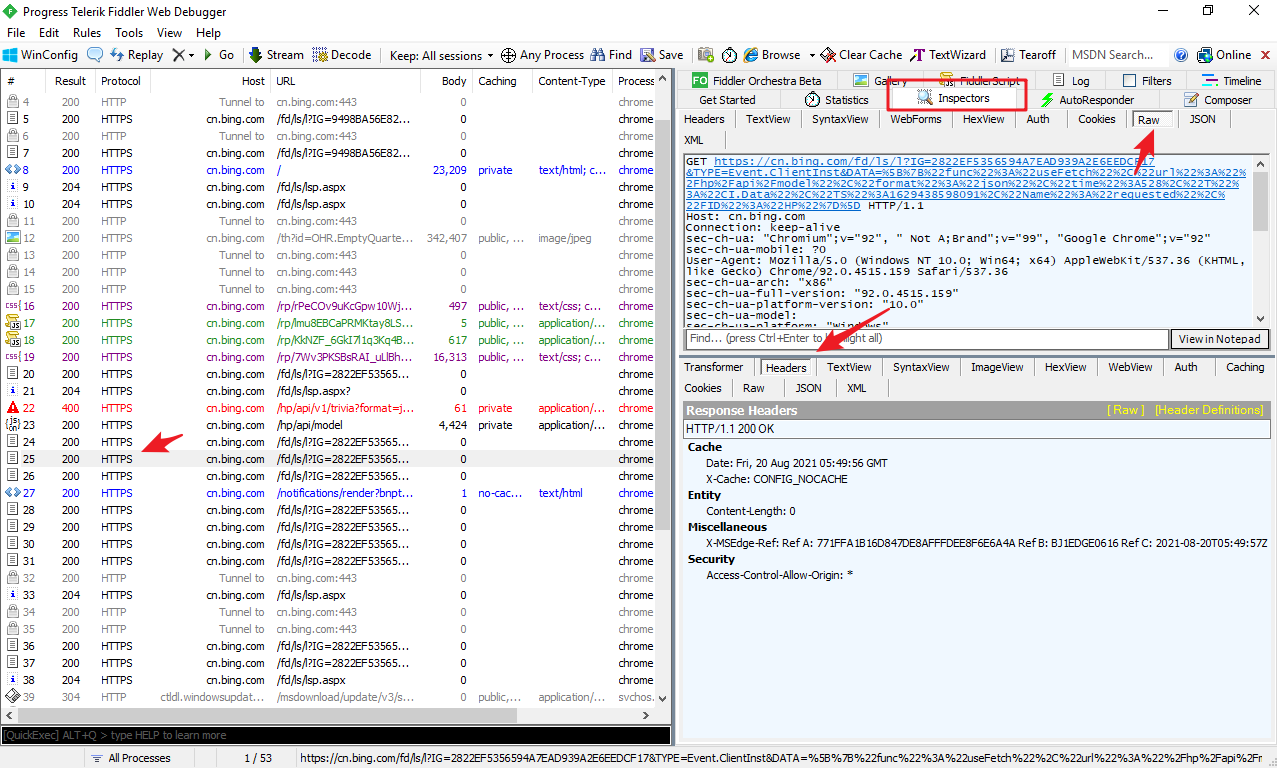 Progress Telerik Fiddler Web Debugger
File Edit Rules Tools View Help
WinConfig Replay Go Stream Decode Keep: All sessions Any Process Find Save Browse Clear Cache TextWizard Tearoff MSDN Search... Online
# Result Protocol Host URL Body Caching Content-Type Process
4 200 HTTP Tunnel to cn.bing.com:443 0 chrome
5 200 HTTPS cn.bing.com /fd/ls/l?IG=9498BA56E82... 0 chrome
6 200 HTTP Tunnel to cn.bing.com:443 0 chrome
7 200 HTTPS cn.bing.com /fd/ls/l?IG=9498BA56E82... 0 chrome
8 200 HTTPS cn.bing.com / 23,209 private text/html; c... chrome
9 204 HTTPS cn.bing.com /fd/ls/lsp.aspx 0 chrome
10 204 HTTPS cn.bing.com /fd/ls/lsp.aspx 0 chrome
11 200 HTTP Tunnel to cn.bing.com:443 0 chrome
12 200 HTTPS cn.bing.com /th?id=OHR.EmptyQuarte... 342,407 public, ... image/jpeg chrome
13 200 HTTP Tunnel to cn.bing.com:443 0 chrome
14 200 HTTP Tunnel to cn.bing.com:443 0 chrome
15 200 HTTP Tunnel to cn.bing.com:443 0 chrome
16 200 HTTPS cn.bing.com /rp/rPeCOv9uKcGpw10Wj... 497 public, ... text/css; c... chrome
17 200 HTTPS cn.bing.com /rp/lmu8EBCaPRMKtay8LS... 5 public, ... application/... chrome
18 200 HTTPS cn.bing.com /rp/KkNZF_6GkI7l1q3Kq4B... 617 public, ... application/... chrome
19 200 HTTPS cn.bing.com /rp/7Wv3PKSBsRAI_uLlBh... 16,313 public, ... text/css; c... chrome
20 200 HTTPS cn.bing.com /fd/ls/l?IG=2822EF53565... 0 chrome
21 204 HTTPS cn.bing.com /fd/ls/lsp.aspx? 0 chrome
22 400 HTTPS cn.bing.com /hp/api/v1/trivia?format=j... 61 private application/... chrome
23 200 HTTPS cn.bing.com /hp/api/model 4,424 private application/... chrome
24 200 HTTPS cn.bing.com /fd/ls/l?IG=2822EF53565... 0 chrome
25 200 HTTPS cn.bing.com /fd/ls/l?IG=2822EF53565... 0 chrome
26 200 HTTPS cn.bing.com /fd/ls/l?IG=2822EF53565... 0 chrome
27 200 HTTPS cn.bing.com /notifications/render?bnpt... 1 no-cac... text/html chrome
28 200 HTTPS cn.bing.com /fd/ls/l?IG=2822EF53565... 0 chrome
29 200 HTTPS cn.bing.com /fd/ls/l?IG=2822EF53565... 0 chrome
30 200 HTTPS cn.bing.com /fd/ls/l?IG=2822EF53565... 0 chrome
31 200 HTTPS cn.bing.com /fd/ls/l?IG=2822EF53565... 0 chrome
32 200 HTTP Tunnel to cn.bing.com:443 0 chrome
33 204 HTTPS cn.bing.com /fd/ls/lsp.aspx 0 chrome
34 200 HTTP Tunnel to cn.bing.com:443 0 chrome
35 200 HTTP Tunnel to cn.bing.com:443 0 chrome
36 200 HTTPS cn.bing.com /fd/ls/l?IG=2822EF53565... 0 chrome
37 200 HTTPS cn.bing.com /fd/ls/l?IG=2822EF53565... 0 chrome
38 204 HTTPS cn.bing.com /fd/ls/lsp.aspx 0 chrome
39 304 HTTP ctldl.windowsupdat... /msdownload/update/v3/s... 0 public,... application/... svchos.
[QuickExec] ALT+Q > type HELP to learn more
FO Fiddler Orchestra Beta Gallery FiddlerScript Log Filters Timeline
Get Started Statistics Inspectors AutoResponder Composer
Headers TextView SyntaxView WebForms HexView Auth Cookies Raw JSON
XML
GET https://cn.bing.com/fd/ls/l?IG=2822EF5356594A7EAD939A2E6EEDCF17
&TYPE=Event.ClientInst&DATA=%5B%7B%22func%22%3A%22useFetch%22%2C%22url%22%3A%22%
2Fhp%2Fapi%2Fmodel%22%2C%22format%22%3A%22json%22%2C%22time%22%3A528%2C%22T%22%
3A%22CT.Data%22%2C%22TS%22%3A1629438598091%2C%22Name%22%3A%22requested%22%2C%
22FID%22%3A%22HP%22%7D%5D HTTP/1.1
Host: cn.bing.com
Connection: keep-alive
sec-ch-ua: "Chromium";v="92", " Not A;Brand";v="99", "Google Chrome";v="92"
sec-ch-ua-mobile: ?0
User-Agent: Mozilla/5.0 (Windows NT 10.0; Win64; x64) AppleWebKit/537.36 (KHTML,
like Gecko) Chrome/92.0.4515.159 Safari/537.36
sec-ch-ua-arch: "x86"
sec-ch-ua-full-version: "92.0.4515.159"
sec-ch-ua-platform-version: "10.0"
sec-ch-ua-model:
sec-ch-ua-platform: "Windows"
Find... (press Ctrl+Enter to highlight all) View in Notepad
Transformer Headers TextView SyntaxView ImageView HexView WebView Auth Caching
Cookies Raw JSON XML
Response Headers [ Raw ] [Header Definitions]
HTTP/1.1 200 OK
Cache
Date: Fri, 20 Aug 2021 05:49:56 GMT
X-Cache: CONFIG_NOCACHE
Entity
Content-Length: 0
Miscellaneous
X-MSEdge-Ref: Ref A: 771FFA1B16D847DE8AFFFDEE8F6E6A4A Ref B: BJ1EDGE0616 Ref C: 2021-08-20T05:49:57Z
Security
Access-Control-Allow-Origin: *
All Processes 1 / 53 https://cn.bing.com/fd/ls/l?IG=2822EF5356594A7EAD939A2E6EEDCF17&TYPE=Event.ClientInst&DATA=%5B%7B%22func%22%3A%22useFetch%22%2C%22url%22%3A%22%2Fhp%2Fapi%2Fr